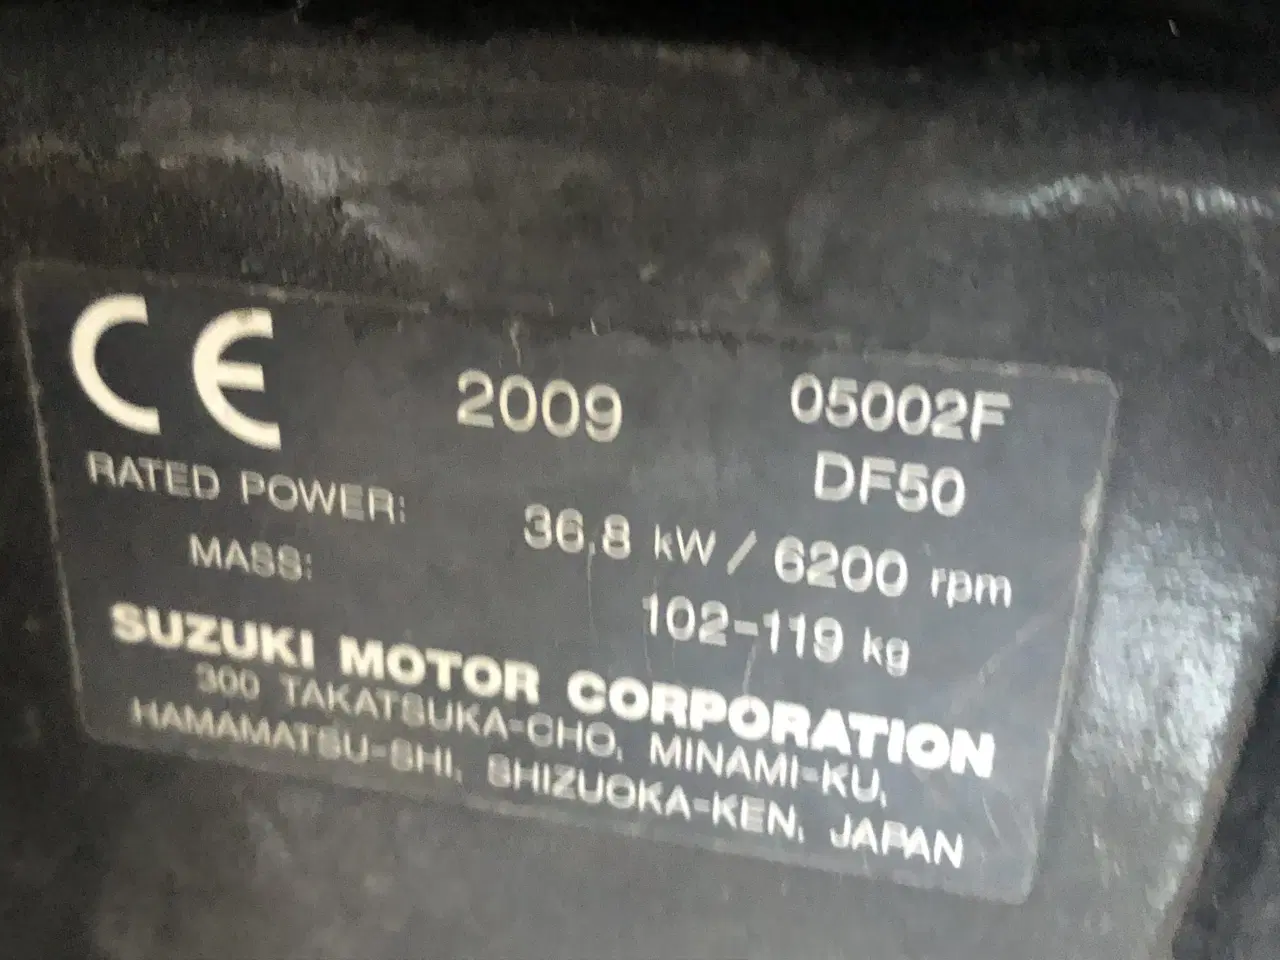 CE 2009 05002F
DF50
RATED POWER: 36.8 kW / 6200 rpm
MASS: 102-119 kg
SUZUKI MOTOR CORPORATION
300 TAKATSUKA-CHO, MINAMI-KU,
HAMAMATSU-SHI, SHIZUOKA-KEN, JAPAN